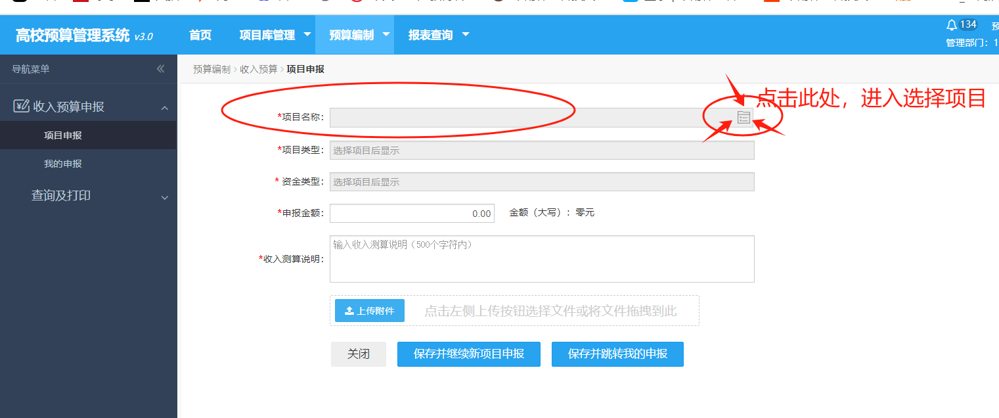 高校预算管理系统 v3.0 首页 项目库管理 预算编制 报表查询 134
管理部门：
导航菜单
预算编制 > 收入预算 > 项目申报
点击此处，进入选择项目
收入预算申报
*项目名称：
项目申报
*项目类型： 选择项目后显示
我的申报
* 资金类型： 选择项目后显示
查询及打印
*申报金额： 0.00 金额（大写）：零元
输入收入测算说明（500个字符内）
*收入测算说明：
上传附件 点击左侧上传按钮选择文件或将文件拖拽到此
关闭 保存并继续新项目申报 保存并跳转我的申报